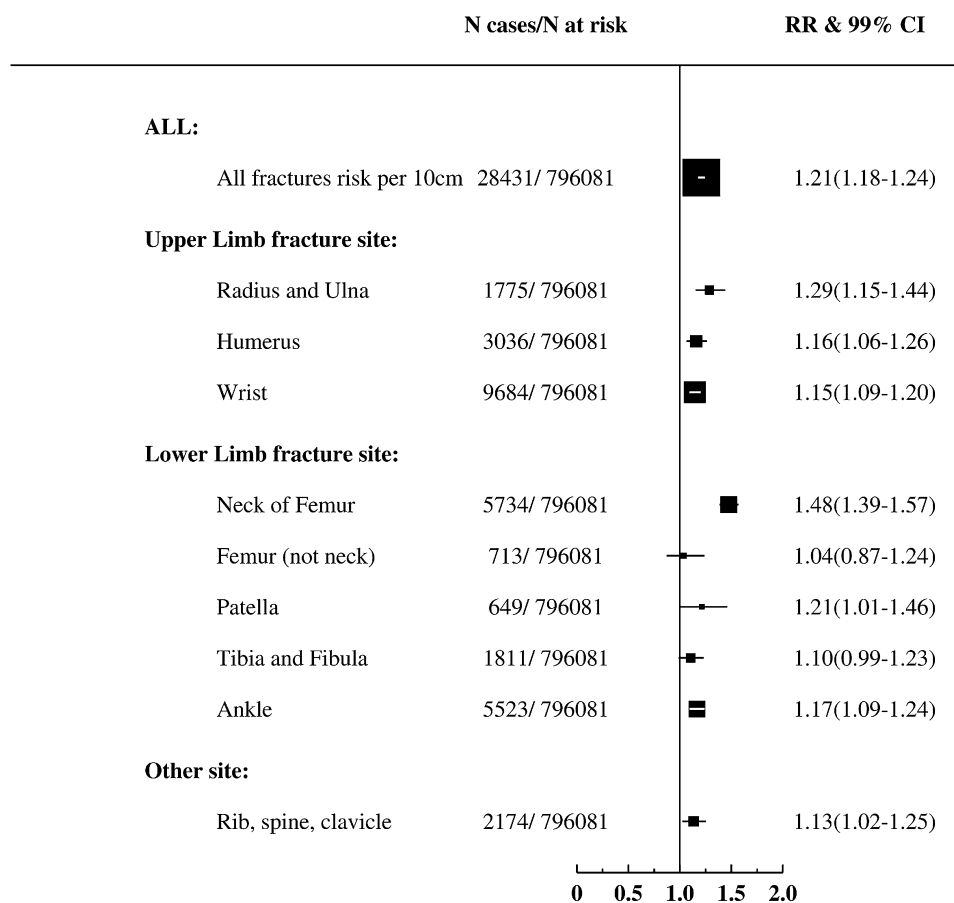 N cases/N at risk RR & 99% CI
ALL:
All fractures risk per 10cm 28431/ 796081 1.21(1.18-1.24)
Upper Limb fracture site:
Radius and Ulna 1775/ 796081 1.29(1.15-1.44)
Humerus 3036/ 796081 1.16(1.06-1.26)
Wrist 9684/ 796081 1.15(1.09-1.20)
Lower Limb fracture site:
Neck of Femur 5734/ 796081 1.48(1.39-1.57)
Femur (not neck) 713/ 796081 1.04(0.87-1.24)
Patella 649/ 796081 1.21(1.01-1.46)
Tibia and Fibula 1811/ 796081 1.10(0.99-1.23)
Ankle 5523/ 796081 1.17(1.09-1.24)
Other site:
Rib, spine, clavicle 2174/ 796081 1.13(1.02-1.25)
0 0.5 1.0 1.5 2.0